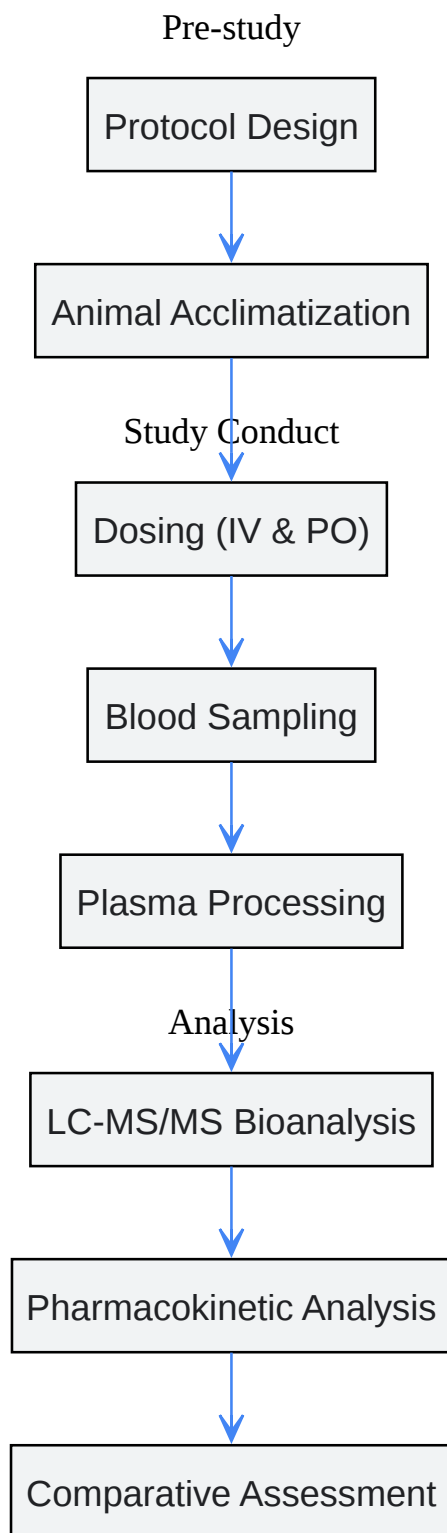 Pre-study
Protocol Design
Animal Acclimatization
Study Conduct
Dosing (IV & PO)
Blood Sampling
Plasma Processing
Analysis
LC-MS/MS Bioanalysis
Pharmacokinetic Analysis
Comparative Assessment